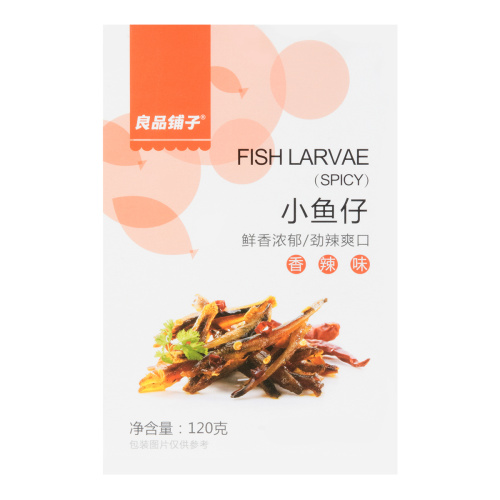 良品铺子®
FISH LARVAE
(SPICY)
小鱼仔
鲜香浓郁/劲辣爽口
香辣味
净含量:120克
包装图片仅供参考